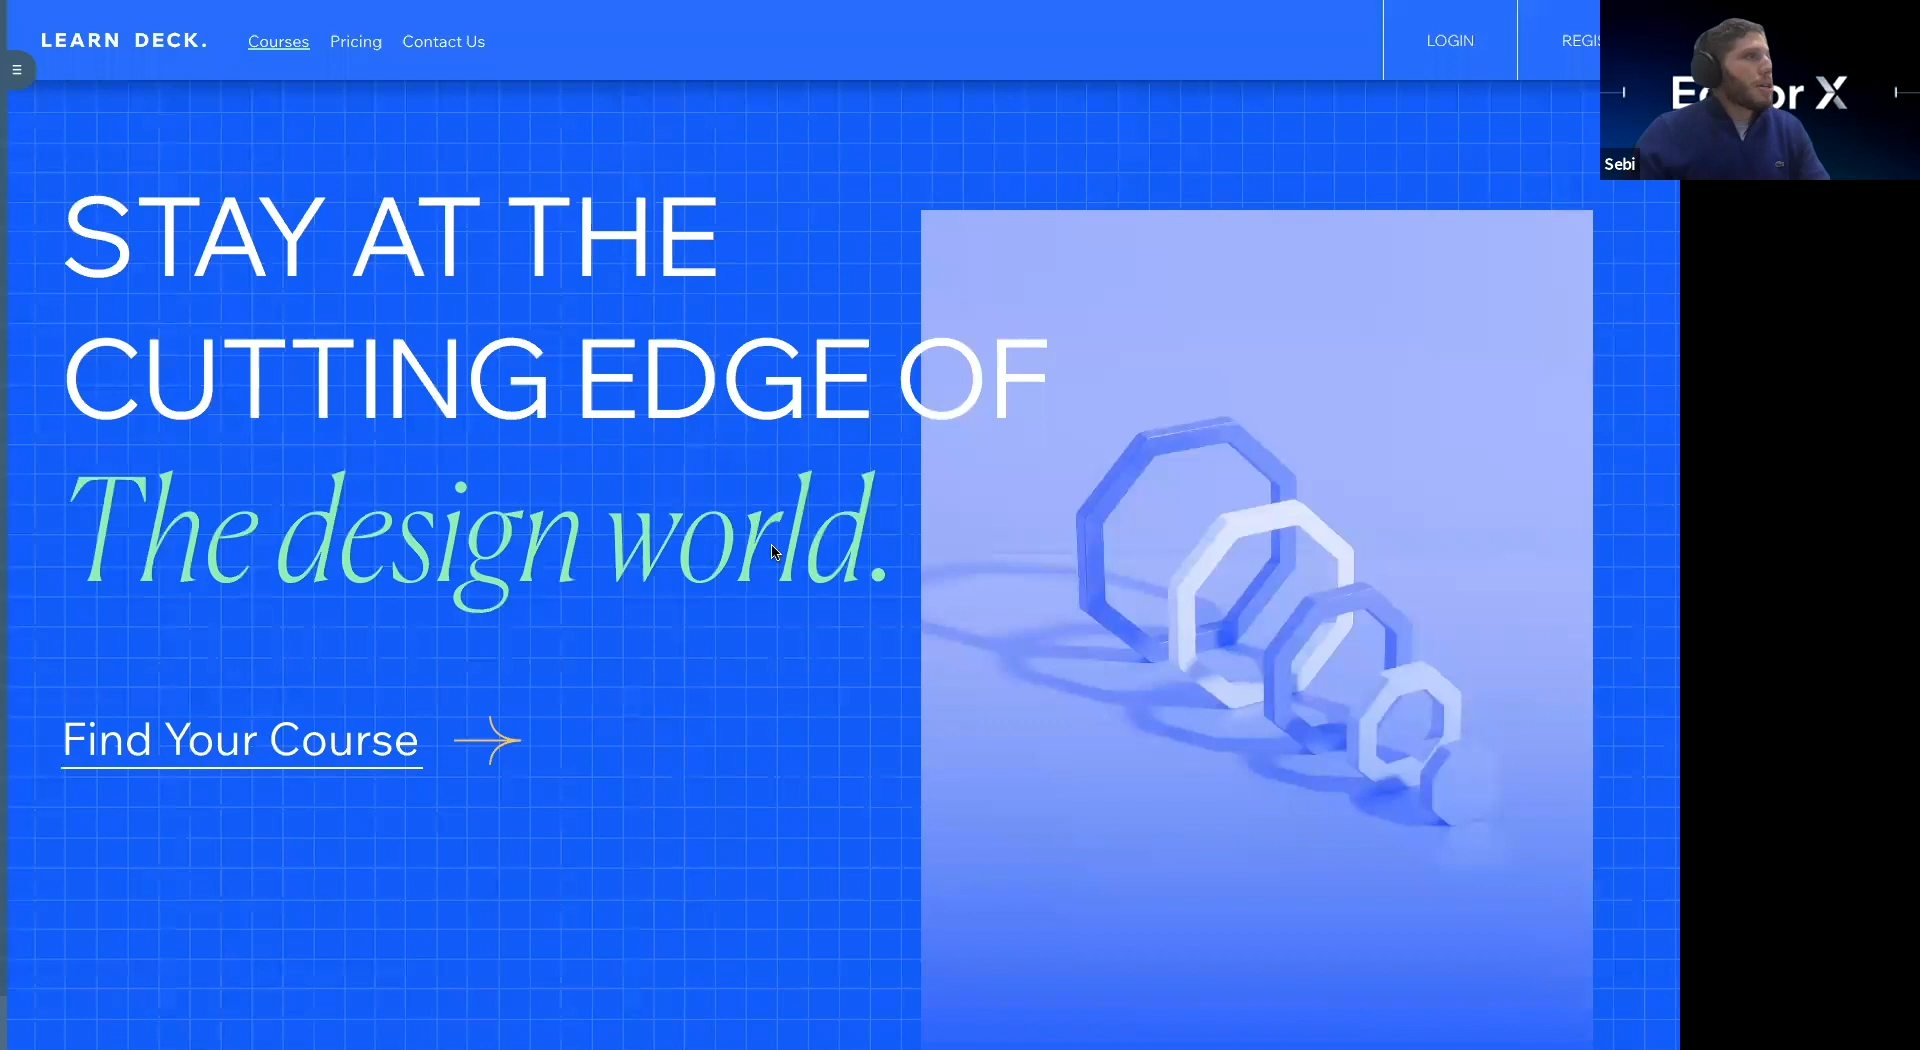 LEARN DECK.
Courses
Pricing
Contact Us
LOGIN
Sebi
STAY AT THE
CUTTING EDGE OF
The design world.
Find Your Course